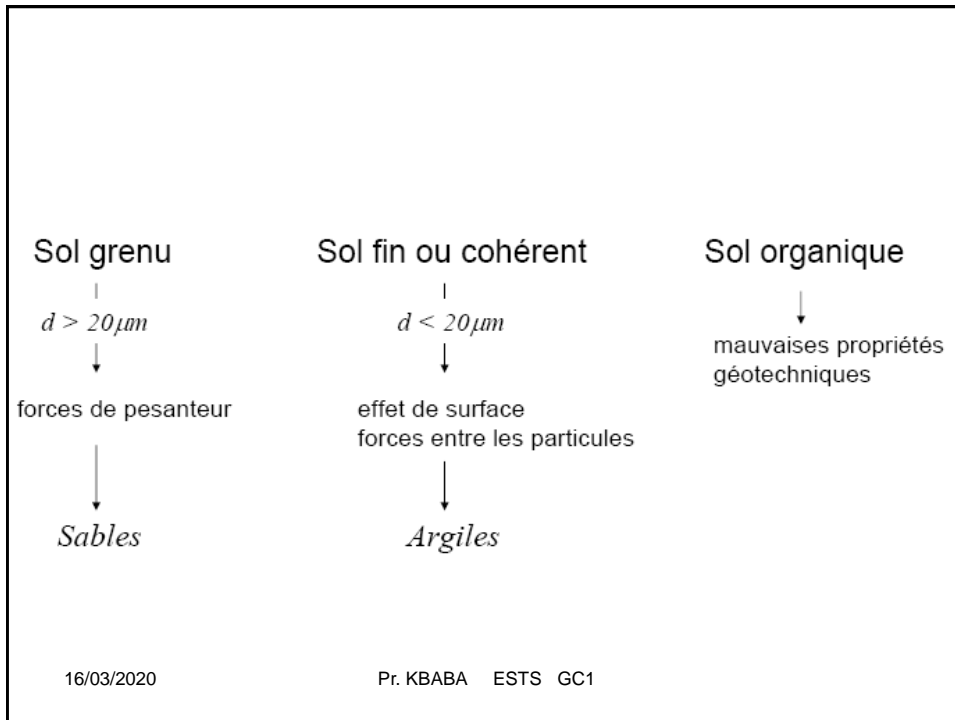 Sol grenu
d > 20µm
forces de pesanteur
Sables
Sol fin ou cohérent
d < 20µm
effet de surface
forces entre les particules
Argiles
Sol organique
mauvaises propriétés
géotechniques
16/03/2020
Pr. KBABA ESTS GC1